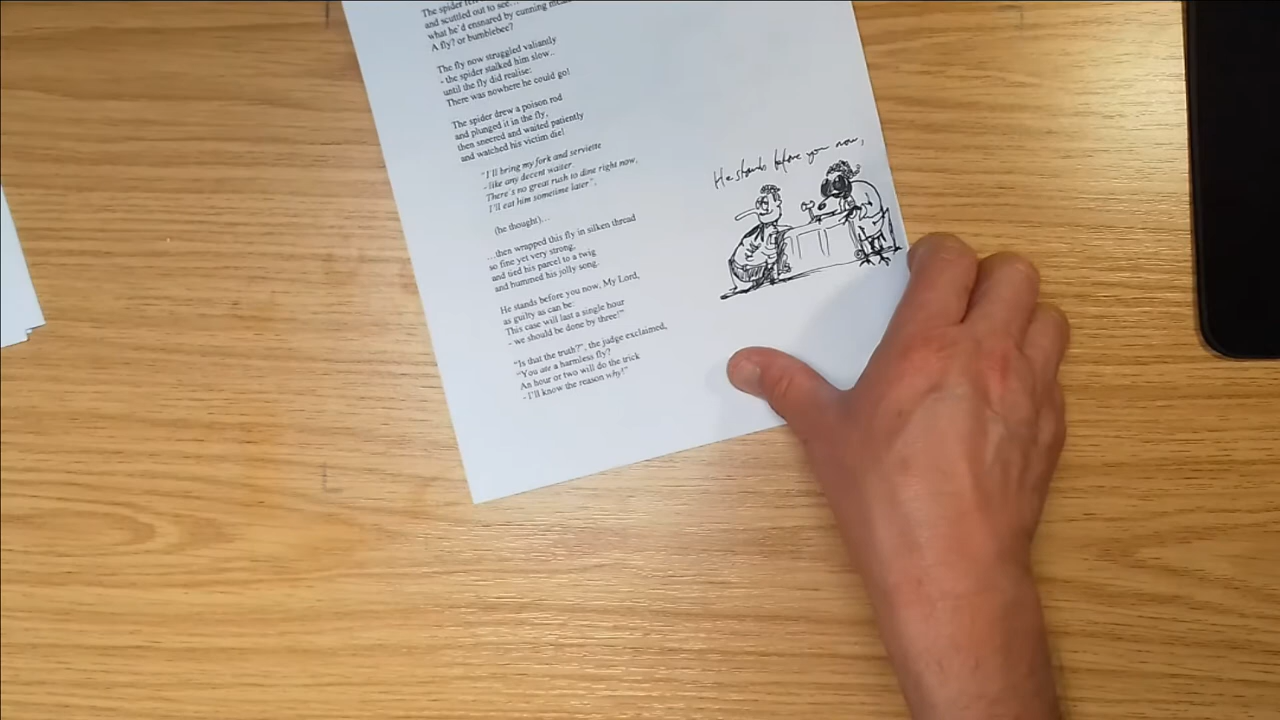 The spider
and scuttled out to see...
what he'd ensnared by cunning means
A fly? or bumblebee?
The fly now struggled valiantly
- the spider stalked him slow..
until the fly did realise:
There was nowhere he could go!
The spider drew a poison rod
and plunged it in the fly,
then sneered and waited patiently
and watched his victim die!
"I'll bring my fork and serviette
- like any decent waiter.
There's no great rush to dine right now,
I'll eat him sometime later".
(he thought)...
…then wrapped this fly in silken thread
so fine yet very strong,
and tied his parcel to a twig
and hummed his jolly song.
He stands before you now, My Lord,
as guilty as can be:
This case will last a single hour
- we should be done by three!"
"Is that the truth?", the judge exclaimed,
"You ate a harmless fly?
An hour or two will do the trick
- I'll know the reason why!"
He stands before you now,